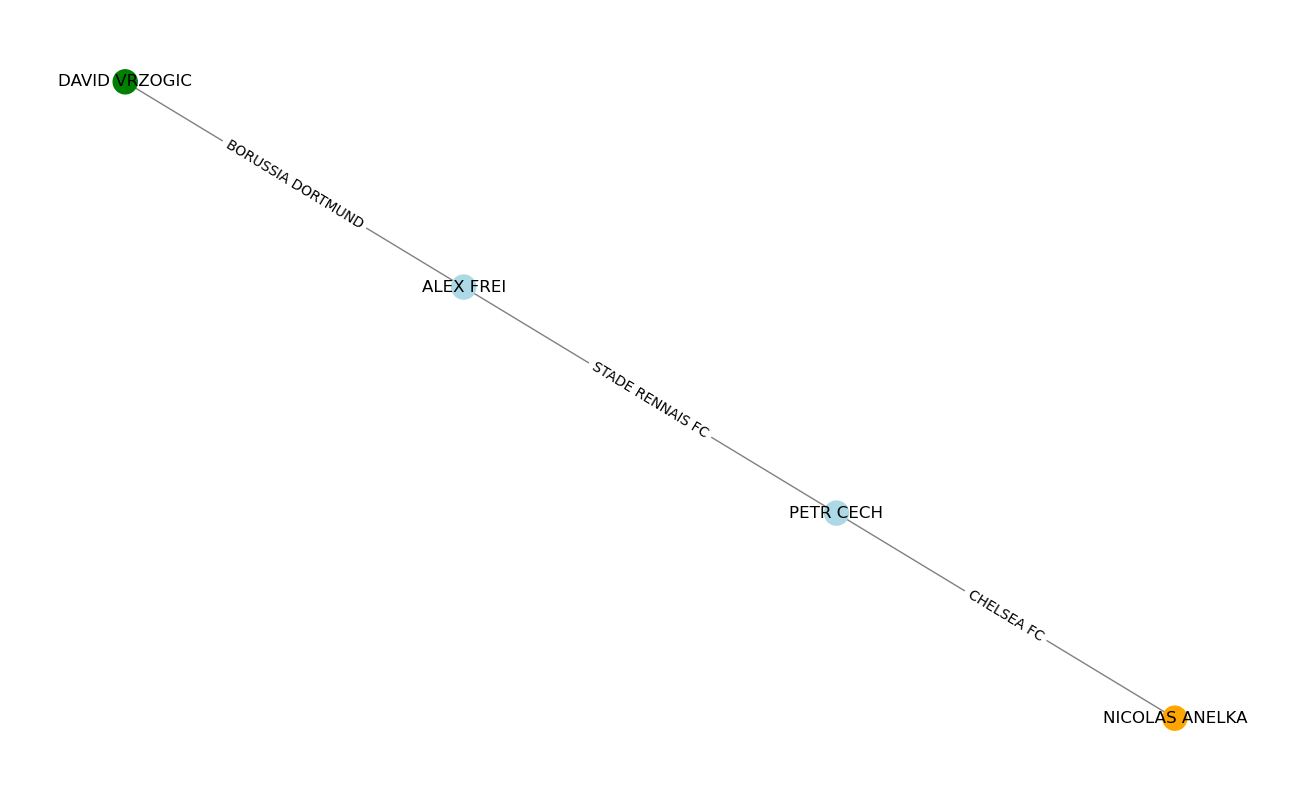 DAVID VRZOGIC
BORUSSIA DORTMUND
ALEX FREI
STADE RENNAIS FC
PETR CECH
CHELSEA FC
NICOLAS ANELKA